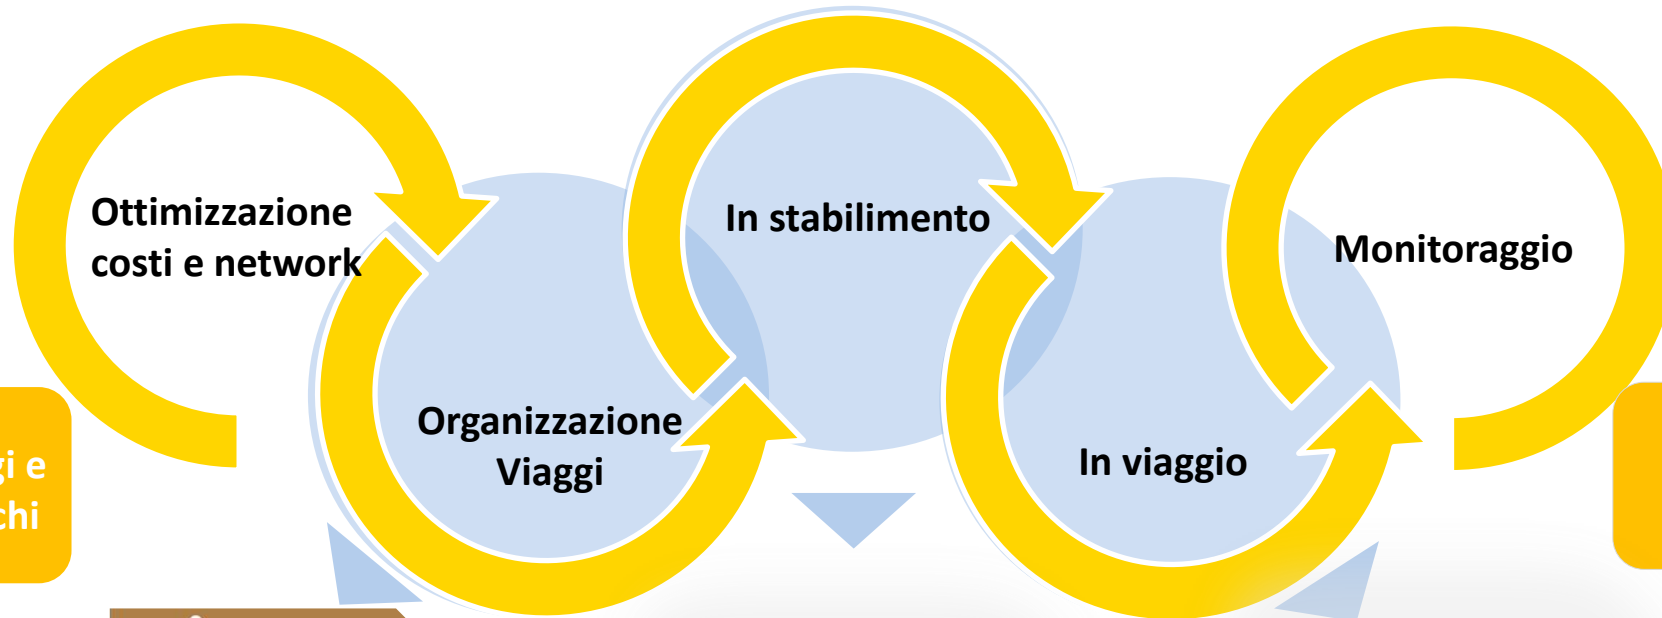 Ottimizzazione
costi e network
In stabilimento
Monitoraggio
Organizzazione
Viaggi
In viaggio
e